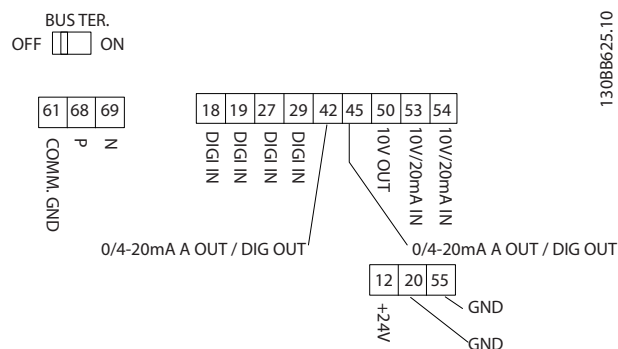 BUS TER.
OFF ON
130BB625.10
61 68 69
COMM. GND
P
N
18 19 27 29 42 45 50 53 54
DIGI IN
DIGI IN
DIGI IN
DIGI IN
10V OUT
10V/20mA IN
10V/20mA IN
0/4-20mA A OUT / DIG OUT
0/4-20mA A OUT / DIG OUT
12 20 55
+24V
GND
GND